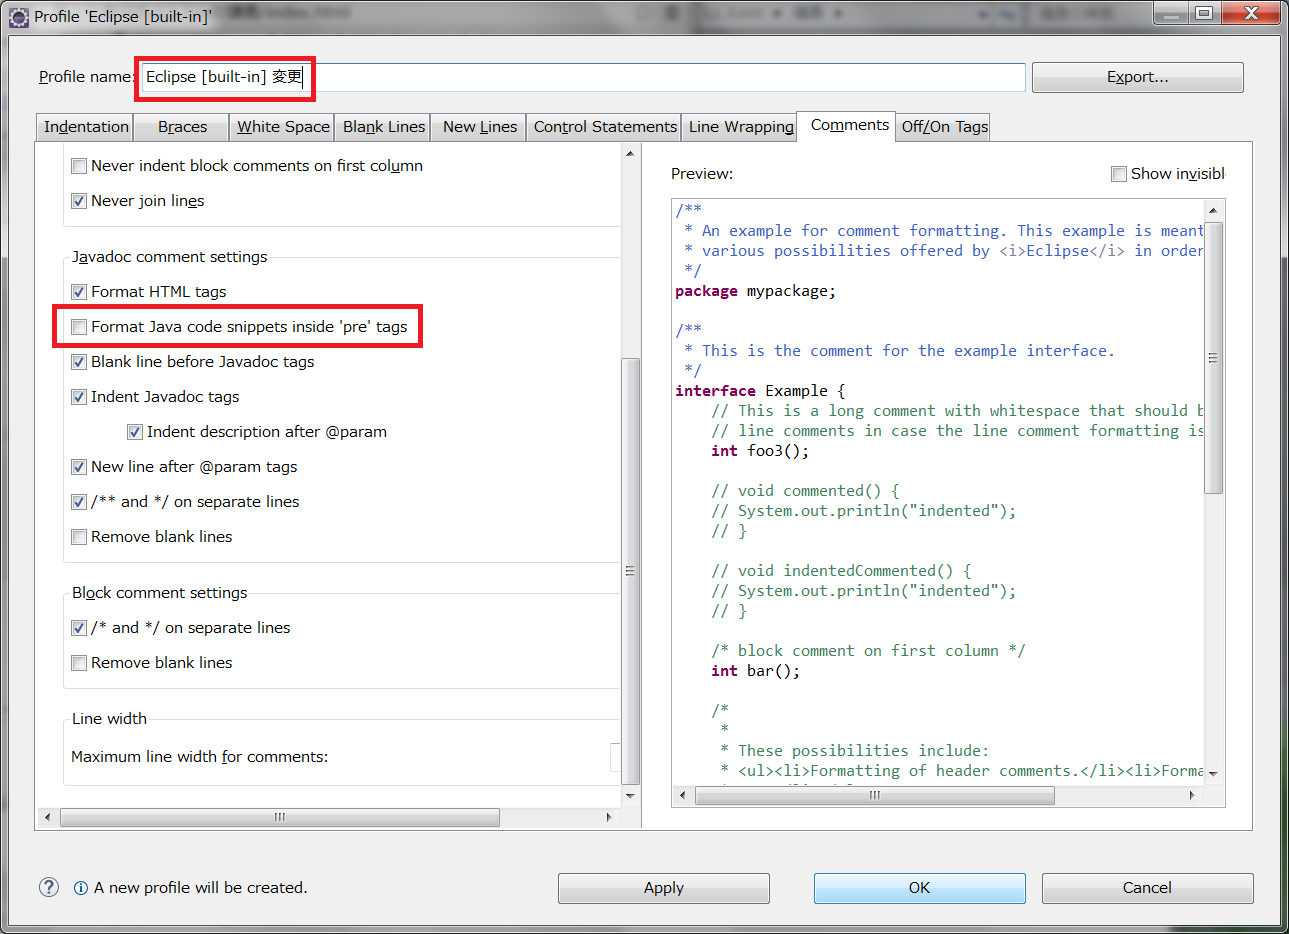 Profile 'Eclipse [built-in]'
Profile name: Eclipse [built-in] 変更 Export...
Indentation Braces White Space Blank Lines New Lines Control Statements Line Wrapping Comments Off/On Tags
Never indent block comments on first column
Never join lines
Javadoc comment settings
Format HTML tags
Format Java code snippets inside 'pre' tags
Blank line before Javadoc tags
Indent Javadoc tags
Indent description after @param
New line after @param tags
/** and */ on separate lines
Remove blank lines
Block comment settings
/* and */ on separate lines
Remove blank lines
Line width
Maximum line width for comments:
Preview: Show invisibl
/**
 * An example for comment formatting. This example is meant
 * various possibilities offered by <i>Eclipse</i> in order
 */
package mypackage;
/**
 * This is the comment for the example interface.
 */
interface Example {
    // This is a long comment with whitespace that should b
    // line comments in case the line comment formatting is
    int foo3();
    // void commented() {
    // System.out.println("indented");
    // }
    // void indentedCommented() {
    // System.out.println("indented");
    // }
    /* block comment on first column */
    int bar();
    /*
     *
     * These possibilities include:
     * <ul><li>Formatting of header comments.</li><li>Forma
A new profile will be created.
Apply OK Cancel